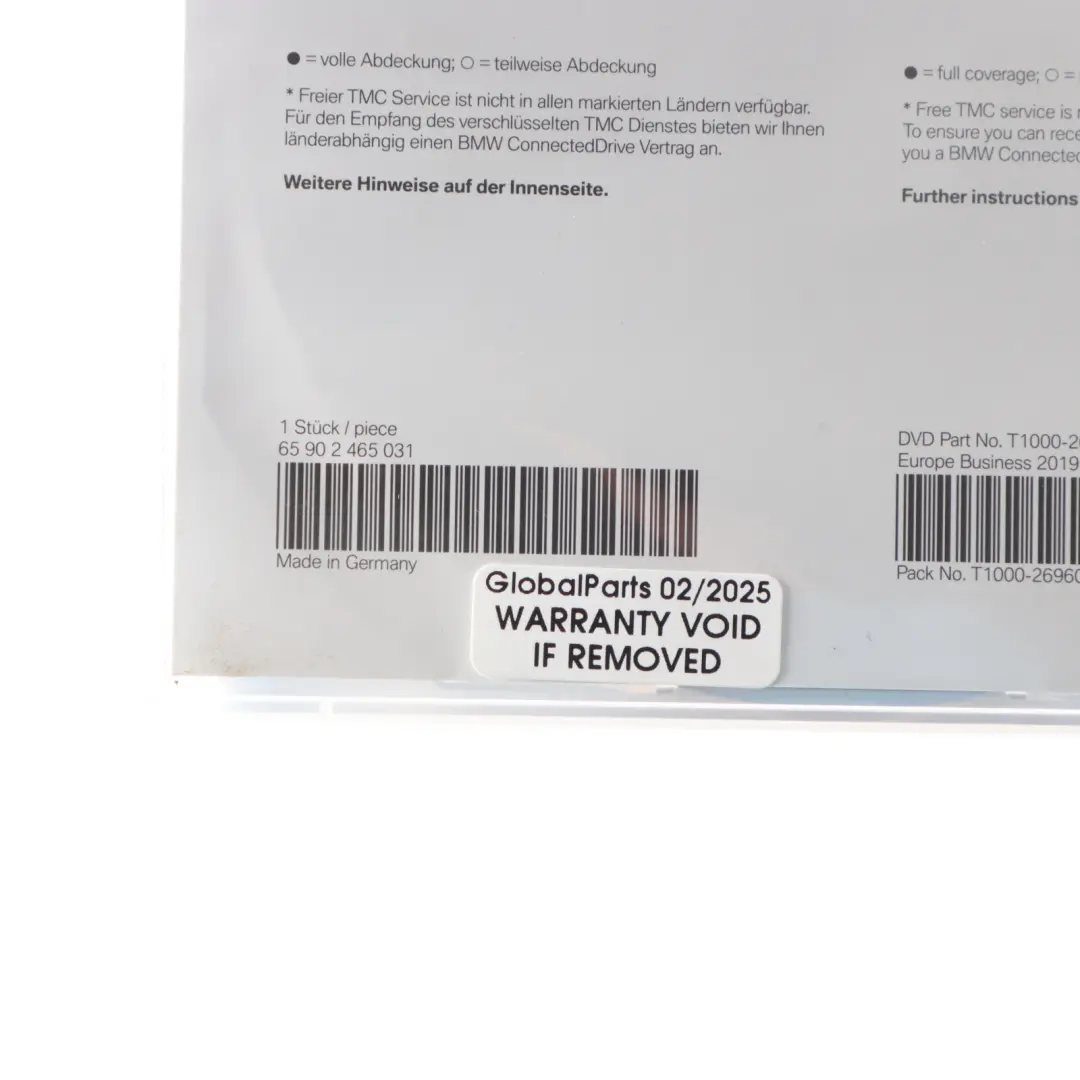 ● = volle Abdeckung; ○ = teilweise Abdeckung
* Freier TMC Service ist nicht in allen markierten Ländern verfügbar.
Für den Empfang des verschlüsselten TMC Dienstes bieten wir Ihnen
länderabhängig einen BMW ConnectedDrive Vertrag an.
Weitere Hinweise auf der Innenseite.
1 Stück / piece
65 90 2 465 031
Made in Germany
● = full coverage; ○ =
* Free TMC service is
To ensure you can rece
you a BMW Connected
Further instructions
DVD Part No. T1000-2
Europe Business 2019
Pack No. T1000-26960
GlobalParts 02/2025
WARRANTY VOID
IF REMOVED